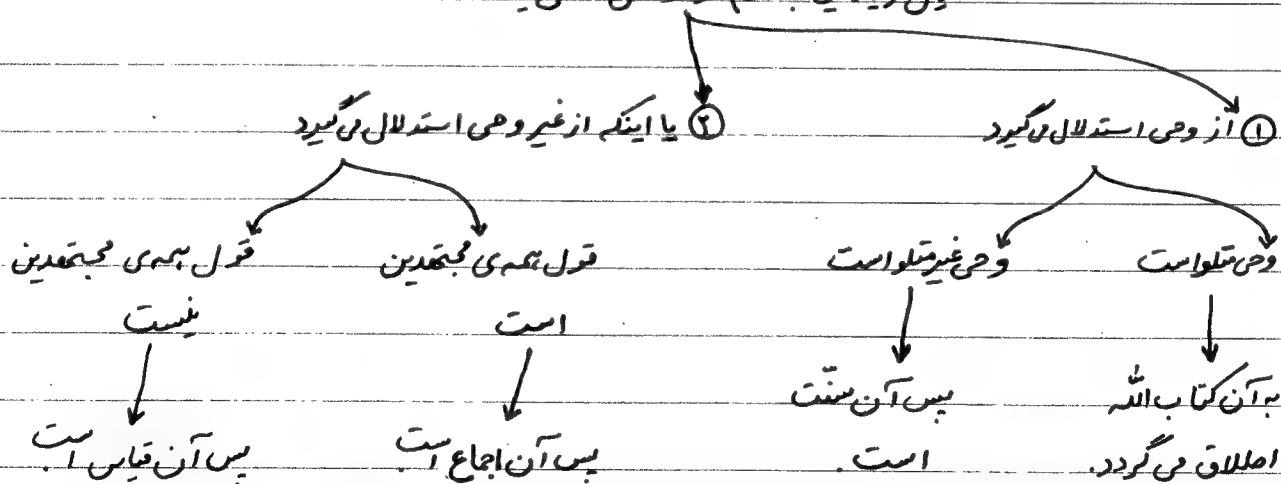 ① از وحی استدلال می‌گیرد ② یا اینکه از غیر وحی استدلال می‌گیرد
وحی متلو است وحی غیر متلو است قول همه‌ی مجتهدین قول همه‌ی مجتهدین
است نیست
به آن کتاب الله پس آن سنّت
اطلاق می‌گردد. است. پس آن اجماع است پس آن قیاس است